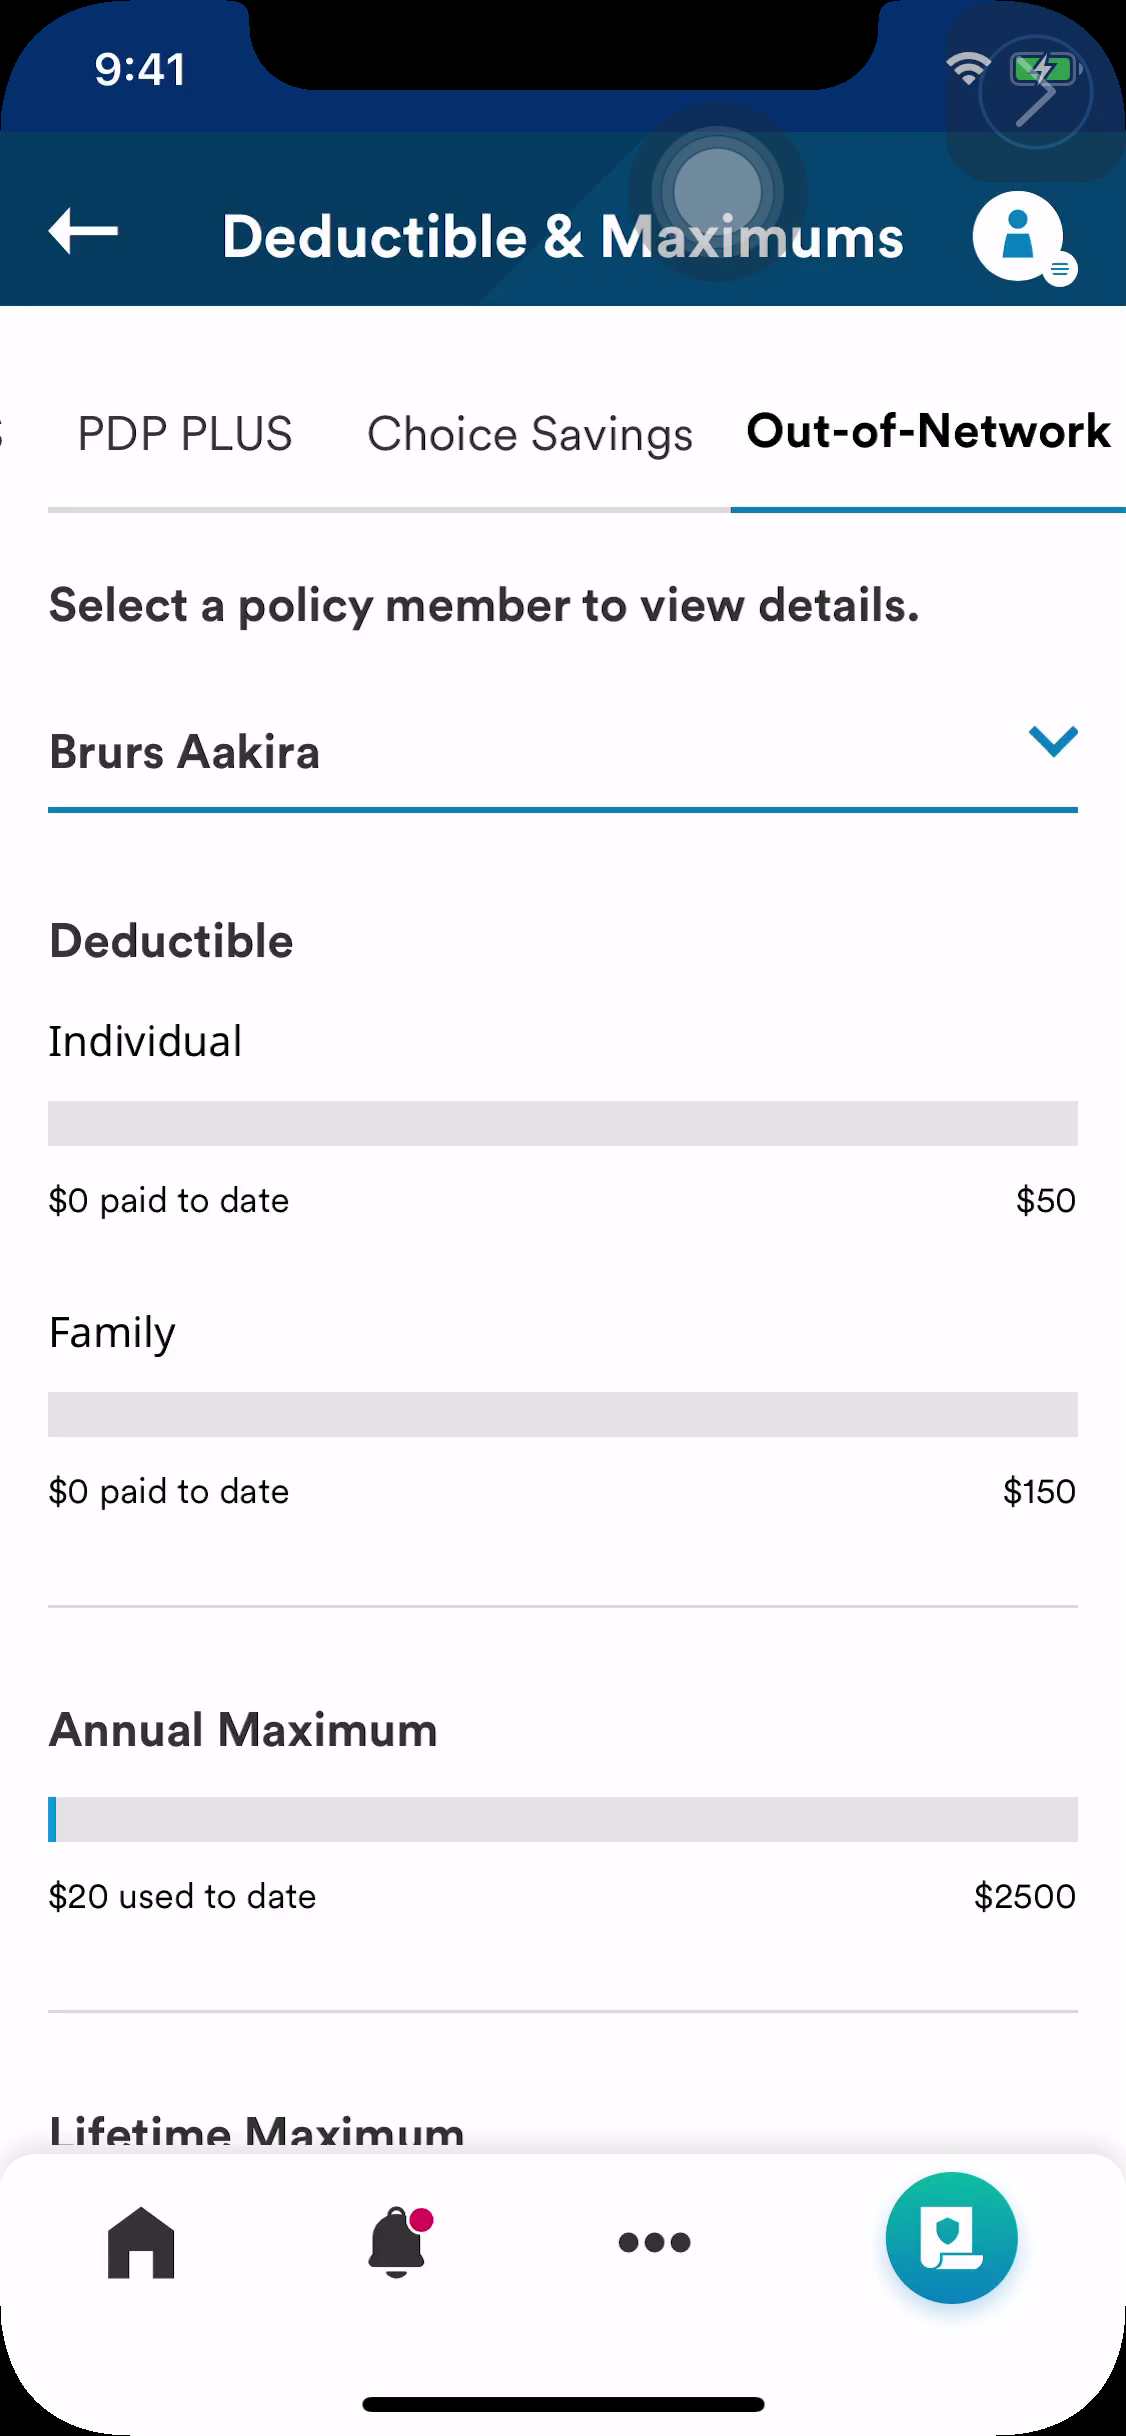 9:41
Deductible & Maximums
PDP PLUS Choice Savings Out-of-Network
Select a policy member to view details.
Brurs Aakira
Deductible
Individual
$0 paid to date $50
Family
$0 paid to date $150
Annual Maximum
$20 used to date $2500
Lifetime Maximum